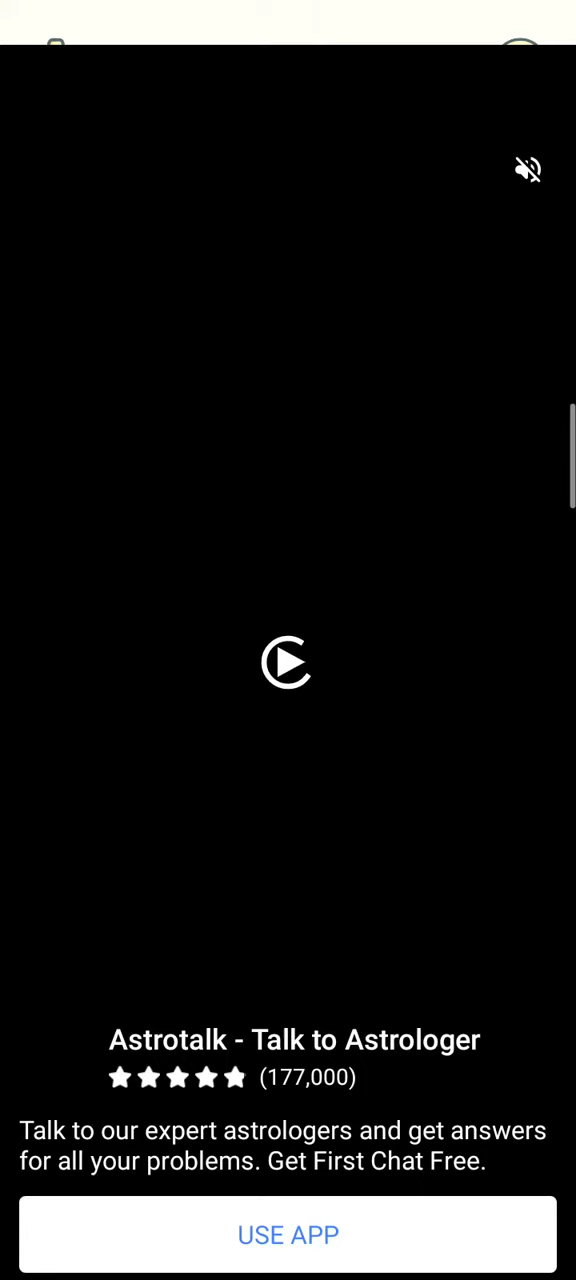 Astrotalk - Talk to Astrologer
(177,000)
Talk to our expert astrologers and get answers
for all your problems. Get First Chat Free.
USE APP